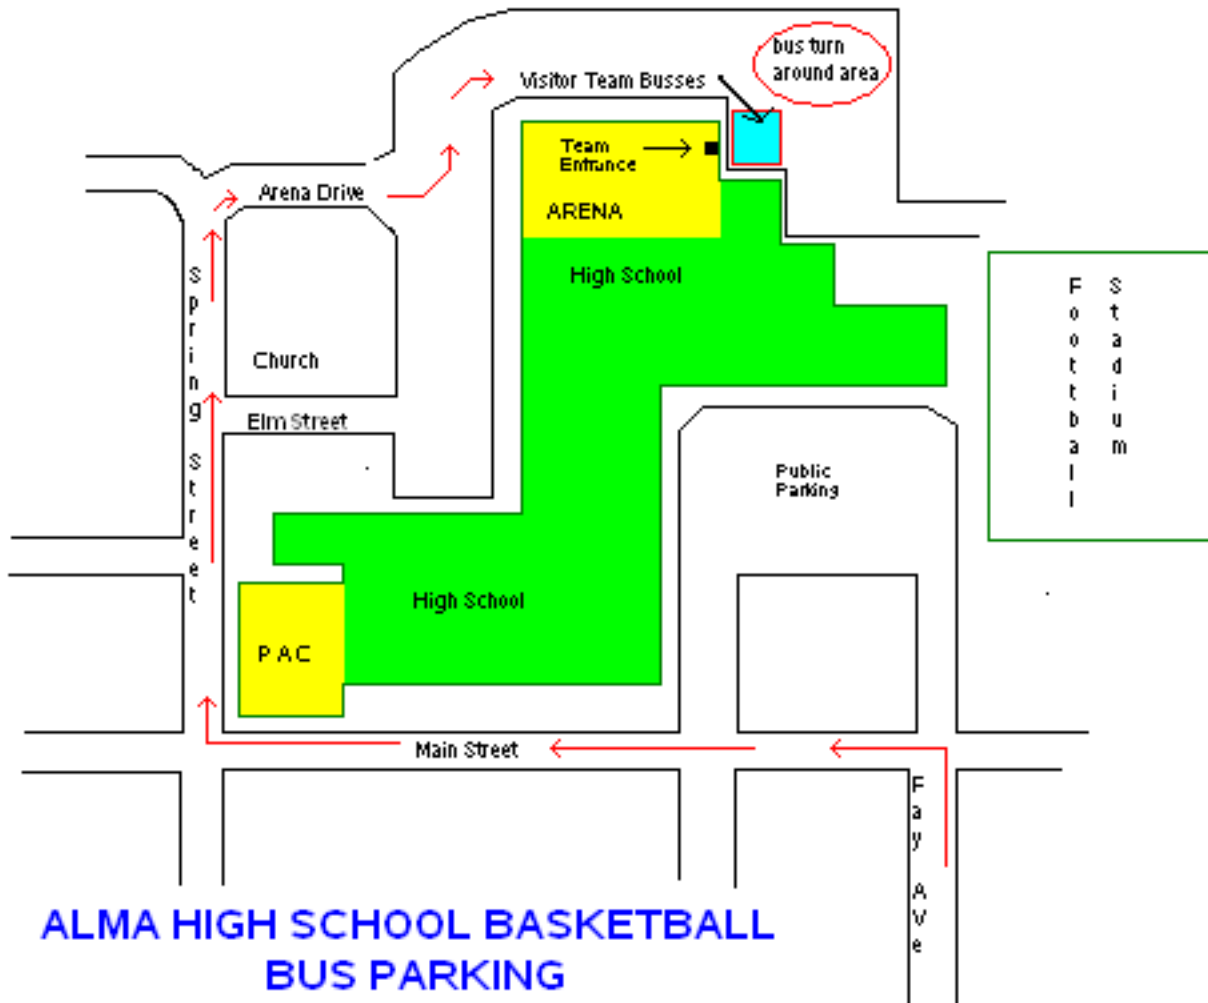 bus turn
around area
Visitor Team Busses
Team
Entrance
Arena Drive
ARENA
High School
Spring Street
Football
Stadium
Church
Elm Street
Public
Parking
High School
P A C
Main Street
Fay Ave
ALMA HIGH SCHOOL BASKETBALL
BUS PARKING